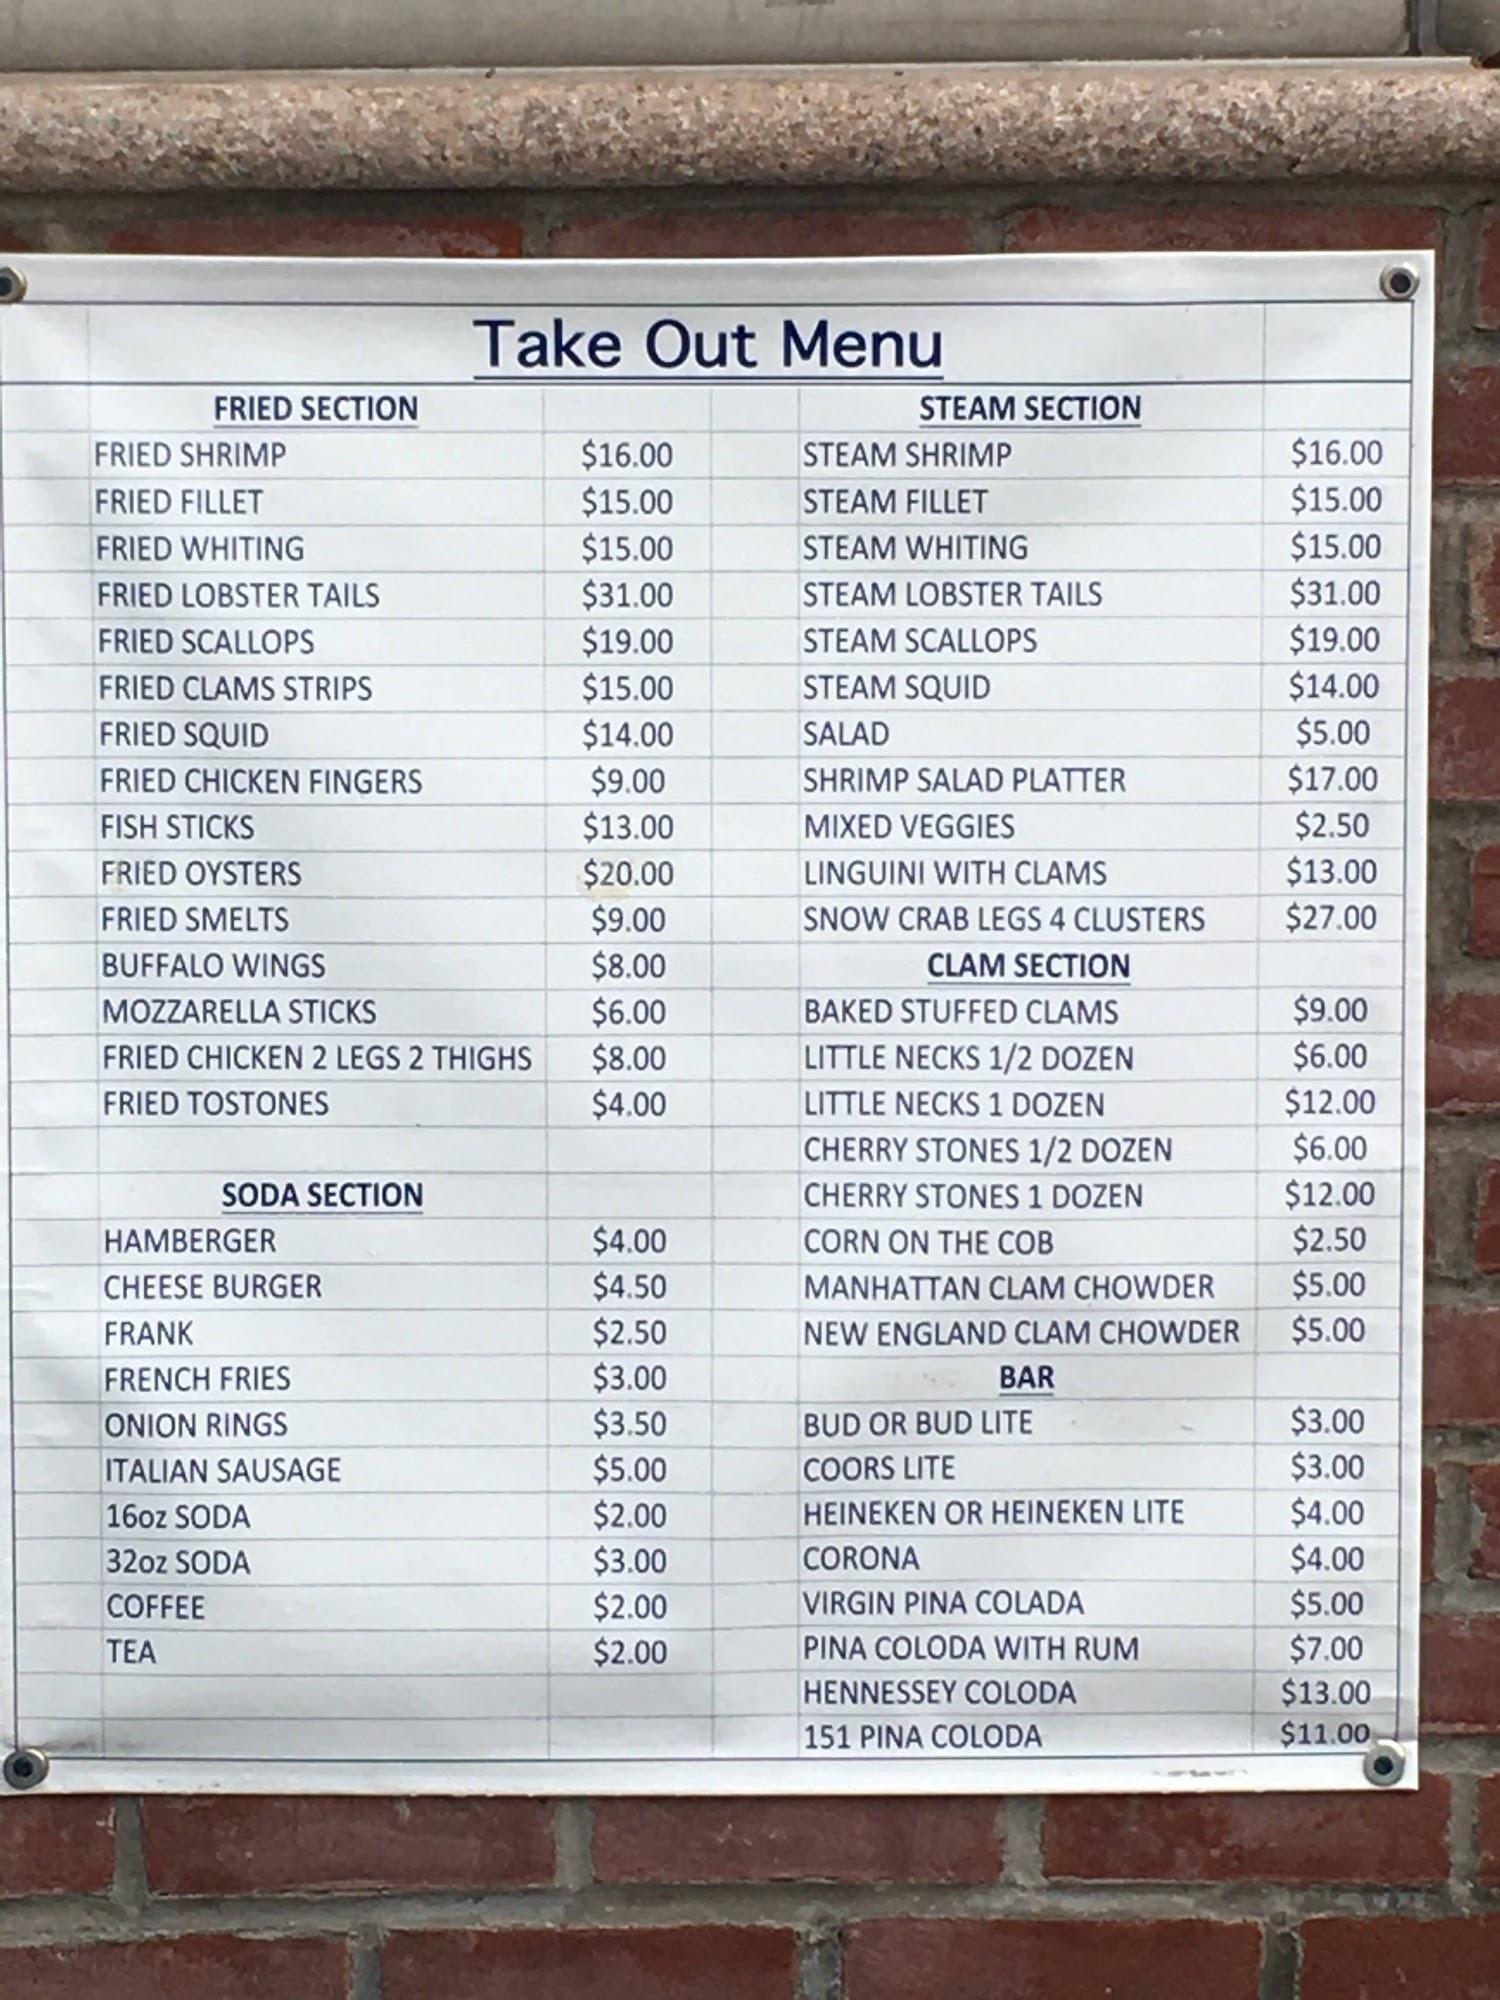 Take Out Menu
FRIED SECTION
FRIED SHRIMP $16.00
FRIED FILLET $15.00
FRIED WHITING $15.00
FRIED LOBSTER TAILS $31.00
FRIED SCALLOPS $19.00
FRIED CLAMS STRIPS $15.00
FRIED SQUID $14.00
FRIED CHICKEN FINGERS $9.00
FISH STICKS $13.00
FRIED OYSTERS $20.00
FRIED SMELTS $9.00
BUFFALO WINGS $8.00
MOZZARELLA STICKS $6.00
FRIED CHICKEN 2 LEGS 2 THIGHS $8.00
FRIED TOSTONES $4.00
SODA SECTION
HAMBERGER $4.00
CHEESE BURGER $4.50
FRANK $2.50
FRENCH FRIES $3.00
ONION RINGS $3.50
ITALIAN SAUSAGE $5.00
16oz SODA $2.00
32oz SODA $3.00
COFFEE $2.00
TEA $2.00
STEAM SECTION
STEAM SHRIMP $16.00
STEAM FILLET $15.00
STEAM WHITING $15.00
STEAM LOBSTER TAILS $31.00
STEAM SCALLOPS $19.00
STEAM SQUID $14.00
SALAD $5.00
SHRIMP SALAD PLATTER $17.00
MIXED VEGGIES $2.50
LINGUINI WITH CLAMS $13.00
SNOW CRAB LEGS 4 CLUSTERS $27.00
CLAM SECTION
BAKED STUFFED CLAMS $9.00
LITTLE NECKS 1/2 DOZEN $6.00
LITTLE NECKS 1 DOZEN $12.00
CHERRY STONES 1/2 DOZEN $6.00
CHERRY STONES 1 DOZEN $12.00
CORN ON THE COB $2.50
MANHATTAN CLAM CHOWDER $5.00
NEW ENGLAND CLAM CHOWDER $5.00
BAR
BUD OR BUD LITE $3.00
COORS LITE $3.00
HEINEKEN OR HEINEKEN LITE $4.00
CORONA $4.00
VIRGIN PINA COLADA $5.00
PINA COLODA WITH RUM $7.00
HENNESSEY COLODA $13.00
151 PINA COLODA $11.00